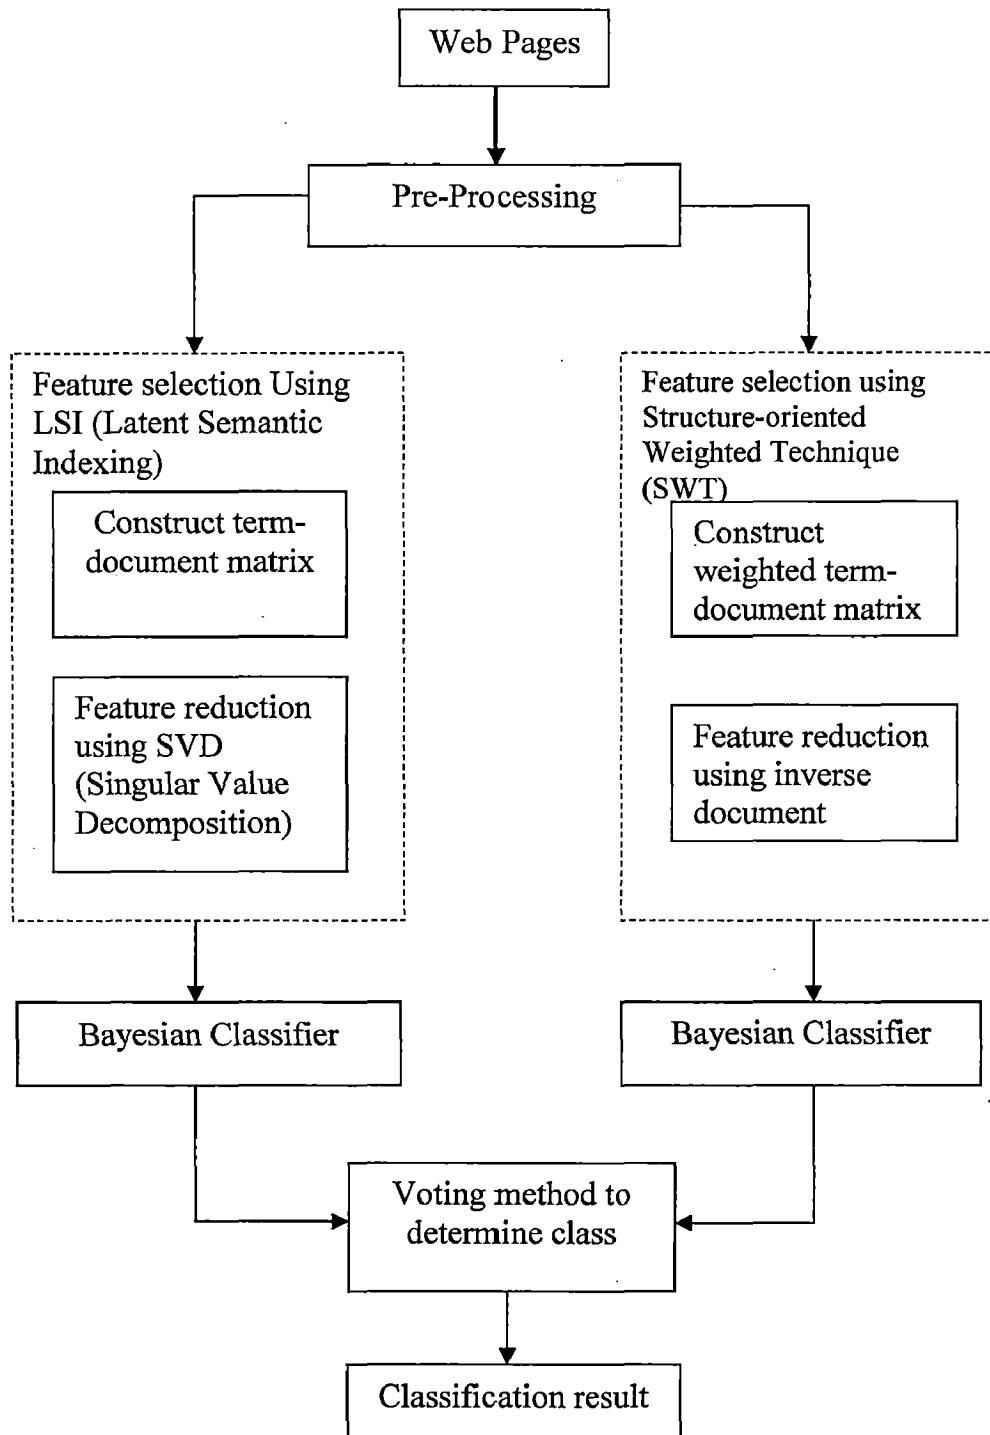 Web Pages
Pre-Processing
Feature selection Using
LSI (Latent Semantic
Indexing)
Construct term-
document matrix
Feature reduction
using SVD
(Singular Value
Decomposition)
Feature selection using
Structure-oriented
Weighted Technique
(SWT)
Construct
weighted term-
document matrix
Feature reduction
using inverse
document
Bayesian Classifier
Bayesian Classifier
Voting method to
determine class
Classification result